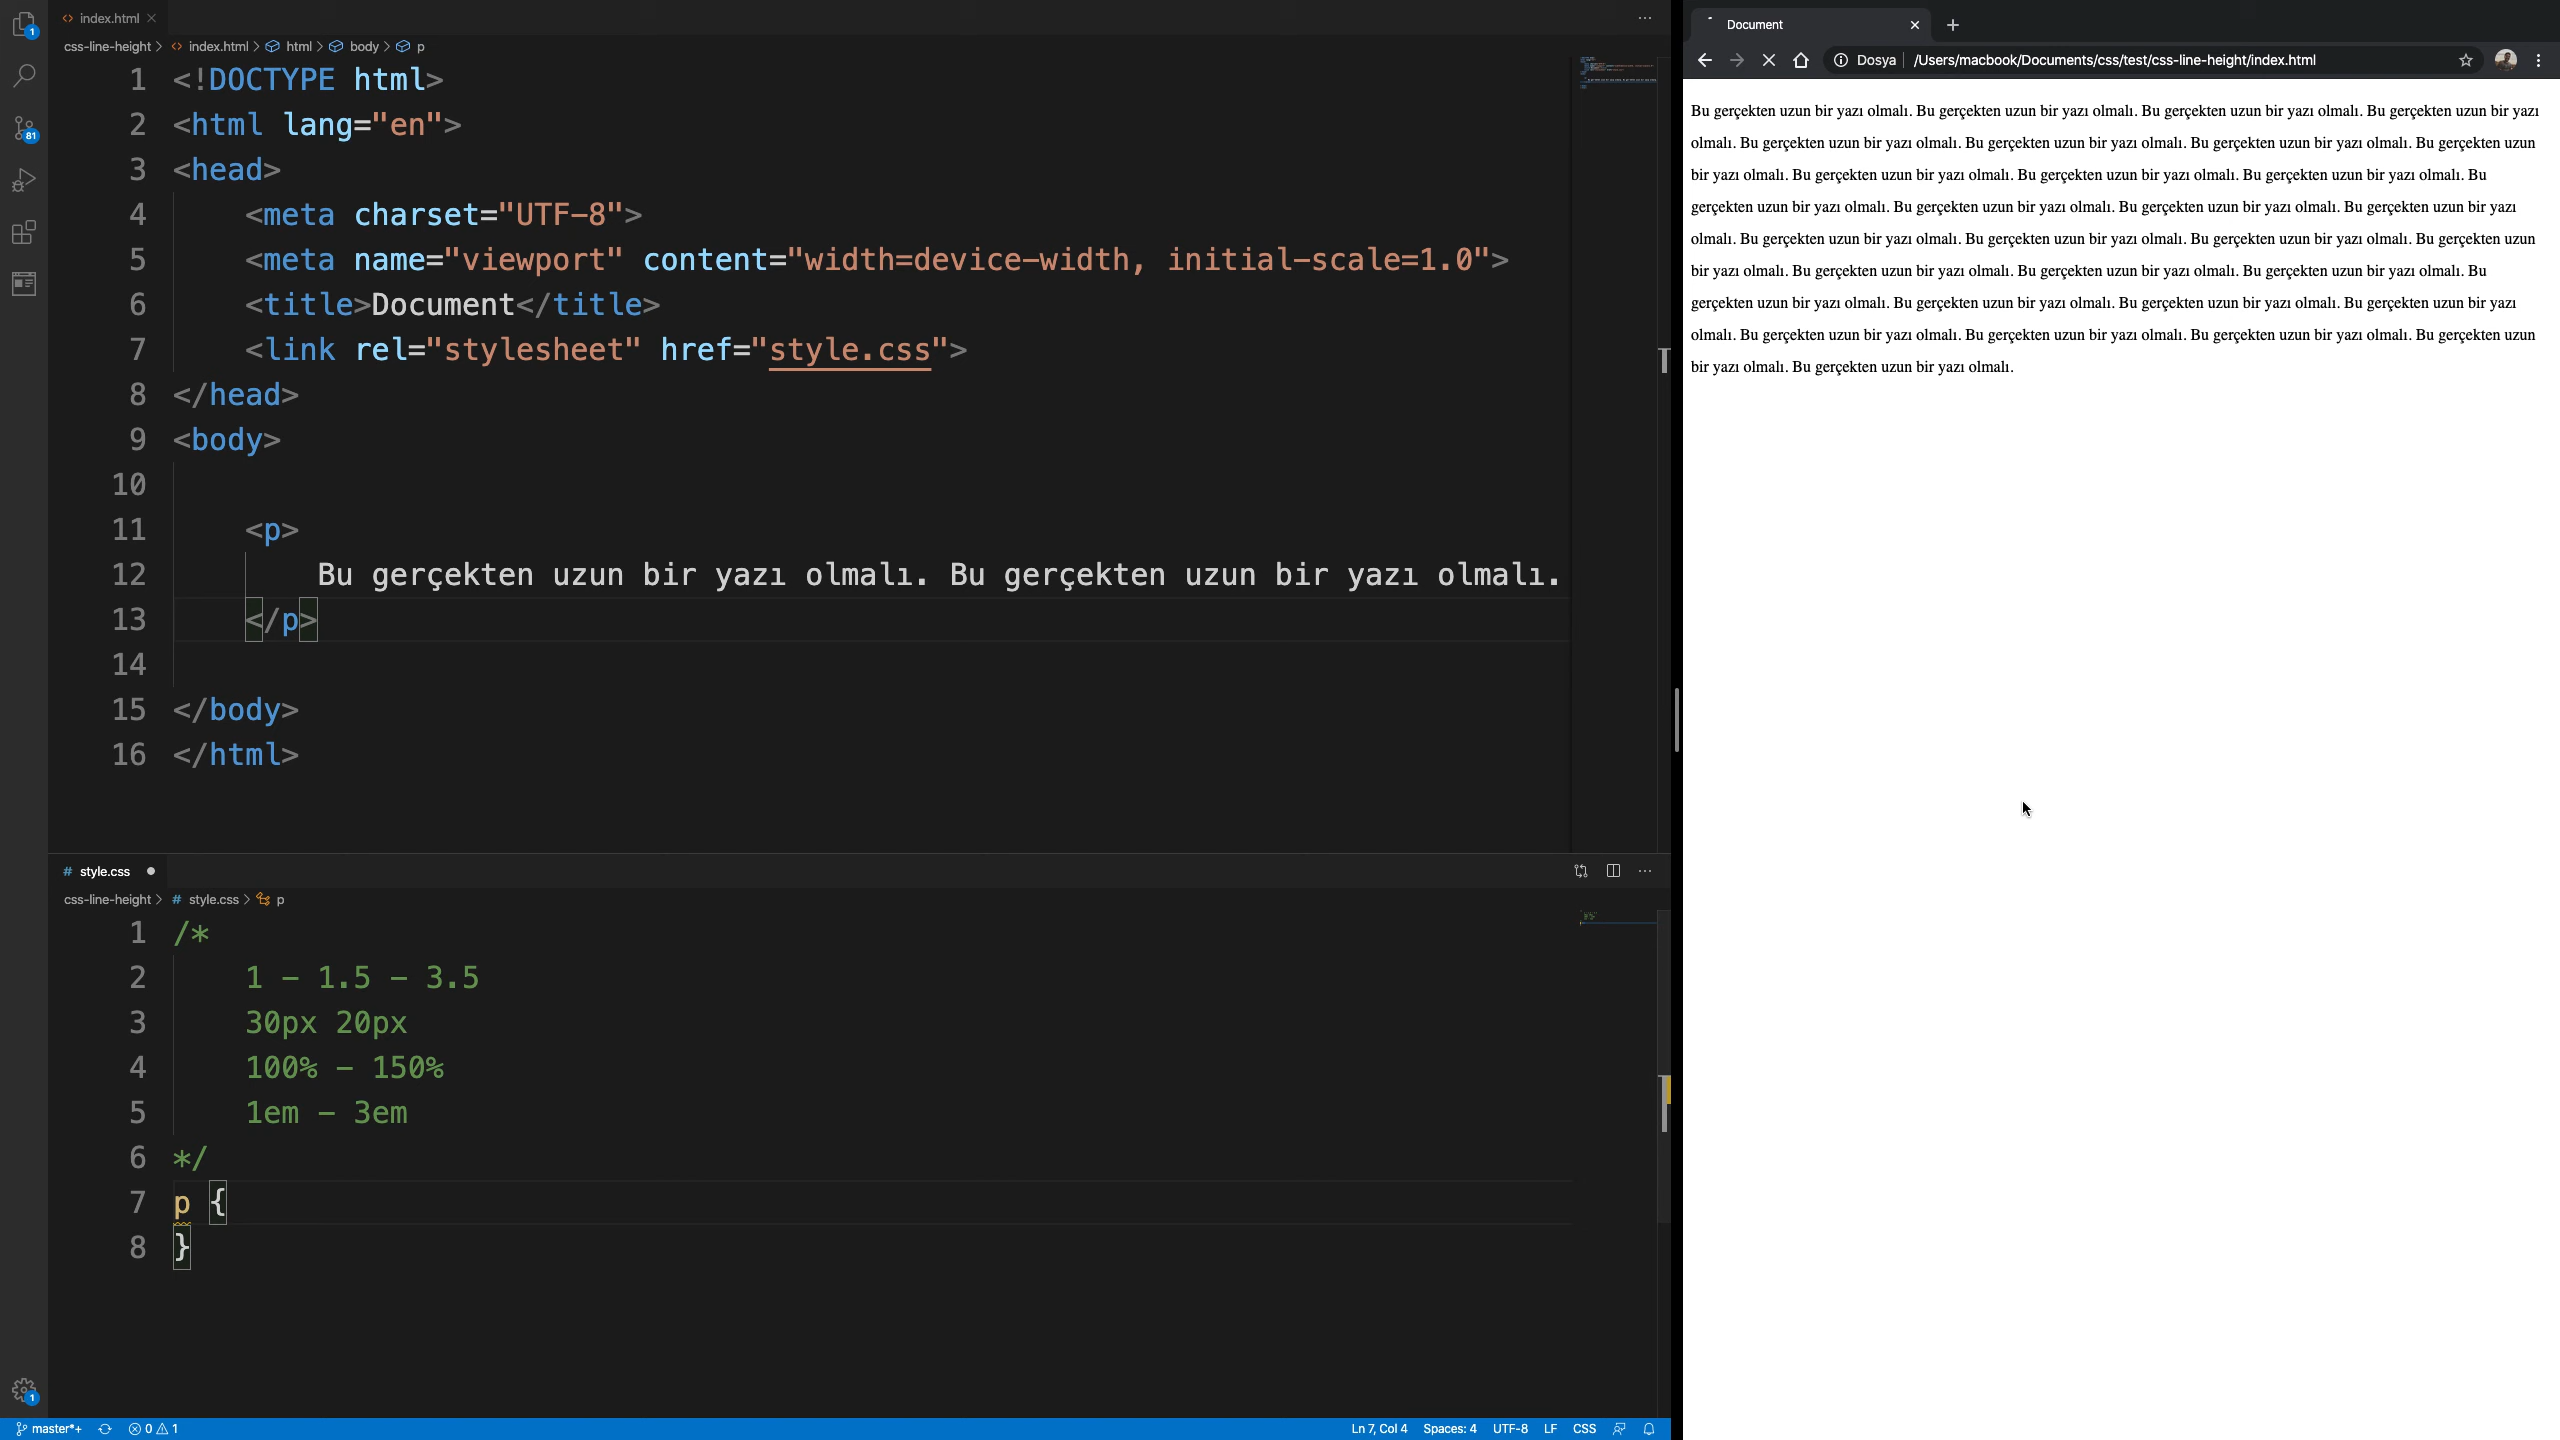 index.html
css-line-height > index.html > html > body > p
1 <!DOCTYPE html>
2 <html lang="en">
3 <head>
4 <meta charset="UTF-8">
5 <meta name="viewport" content="width=device-width, initial-scale=1.0">
6 <title>Document</title>
7 <link rel="stylesheet" href="style.css">
8 </head>
9 <body>
10
11 <p>
12 Bu gerçekten uzun bir yazı olmalı. Bu gerçekten uzun bir yazı olmalı.
13 </p>
14
15 </body>
16 </html>
# style.css
css-line-height > # style.css > p
1 /*
2 1 - 1.5 - 3.5
3 30px 20px
4 100% - 150%
5 1em - 3em
6 */
7 p {
8 }
1
81
1
master*+ 0 1 Ln 7, Col 4 Spaces: 4 UTF-8 LF CSS
Document
Dosya /Users/macbook/Documents/css/test/css-line-height/index.html
Bu gerçekten uzun bir yazı olmalı. Bu gerçekten uzun bir yazı olmalı. Bu gerçekten uzun bir yazı olmalı. Bu gerçekten uzun bir yazı
olmalı. Bu gerçekten uzun bir yazı olmalı. Bu gerçekten uzun bir yazı olmalı. Bu gerçekten uzun bir yazı olmalı. Bu gerçekten uzun
bir yazı olmalı. Bu gerçekten uzun bir yazı olmalı. Bu gerçekten uzun bir yazı olmalı. Bu gerçekten uzun bir yazı olmalı. Bu
gerçekten uzun bir yazı olmalı. Bu gerçekten uzun bir yazı olmalı. Bu gerçekten uzun bir yazı olmalı. Bu gerçekten uzun bir yazı
olmalı. Bu gerçekten uzun bir yazı olmalı. Bu gerçekten uzun bir yazı olmalı. Bu gerçekten uzun bir yazı olmalı. Bu gerçekten uzun
bir yazı olmalı. Bu gerçekten uzun bir yazı olmalı. Bu gerçekten uzun bir yazı olmalı. Bu gerçekten uzun bir yazı olmalı. Bu
gerçekten uzun bir yazı olmalı. Bu gerçekten uzun bir yazı olmalı. Bu gerçekten uzun bir yazı olmalı. Bu gerçekten uzun bir yazı
olmalı. Bu gerçekten uzun bir yazı olmalı. Bu gerçekten uzun bir yazı olmalı. Bu gerçekten uzun bir yazı olmalı. Bu gerçekten uzun
bir yazı olmalı. Bu gerçekten uzun bir yazı olmalı.